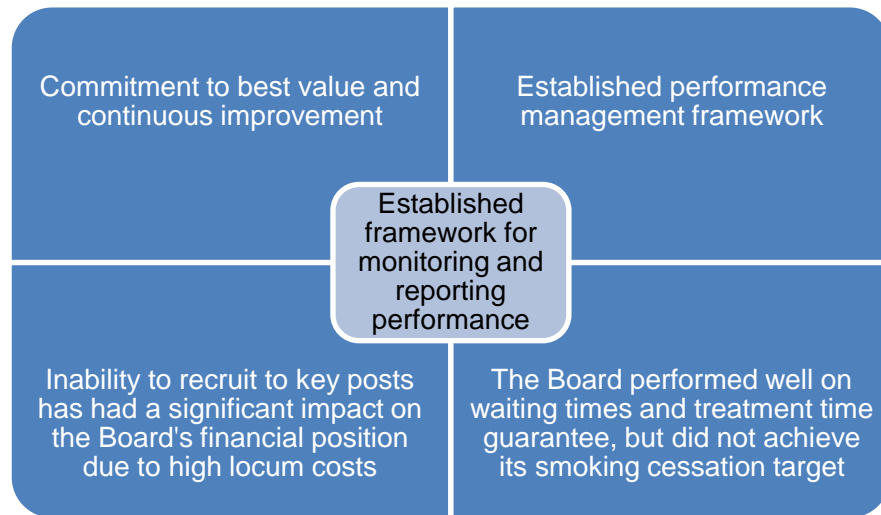 Commitment to best value and
continuous improvement
Established performance
management framework
Established
framework for
monitoring and
reporting
performance
Inability to recruit to key posts
has had a significant impact on
the Board's financial position
due to high locum costs
The Board performed well on
waiting times and treatment time
guarantee, but did not achieve
its smoking cessation target